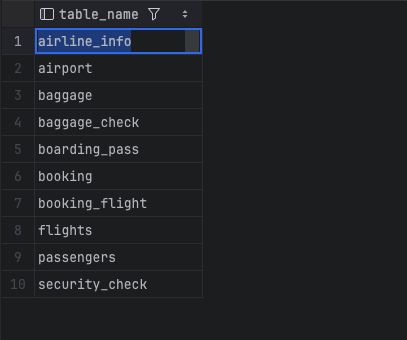 table_name
1 airline_info
2 airport
3 baggage
4 baggage_check
5 boarding_pass
6 booking
7 booking_flight
8 flights
9 passengers
10 security_check